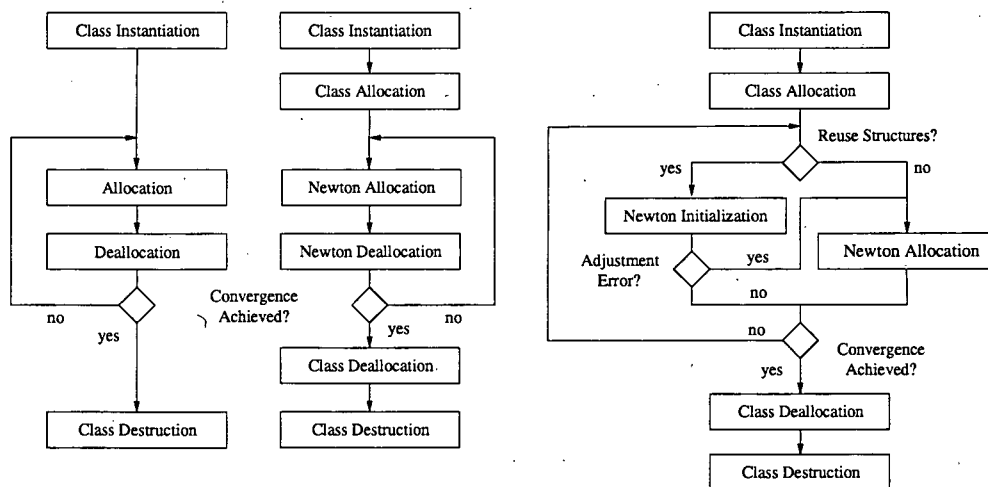 Class Instantiation
Allocation
Deallocation
no
yes
Convergence
Achieved?
Class Destruction
Class Instantiation
Class Allocation
Newton Allocation
Newton Deallocation
yes
no
Class Deallocation
Class Destruction
Class Instantiation
Class Allocation
Reuse Structures?
yes
no
Newton Initialization
Newton Allocation
Adjustment
Error?
yes
no
no
Convergence
Achieved?
yes
Class Deallocation
Class Destruction